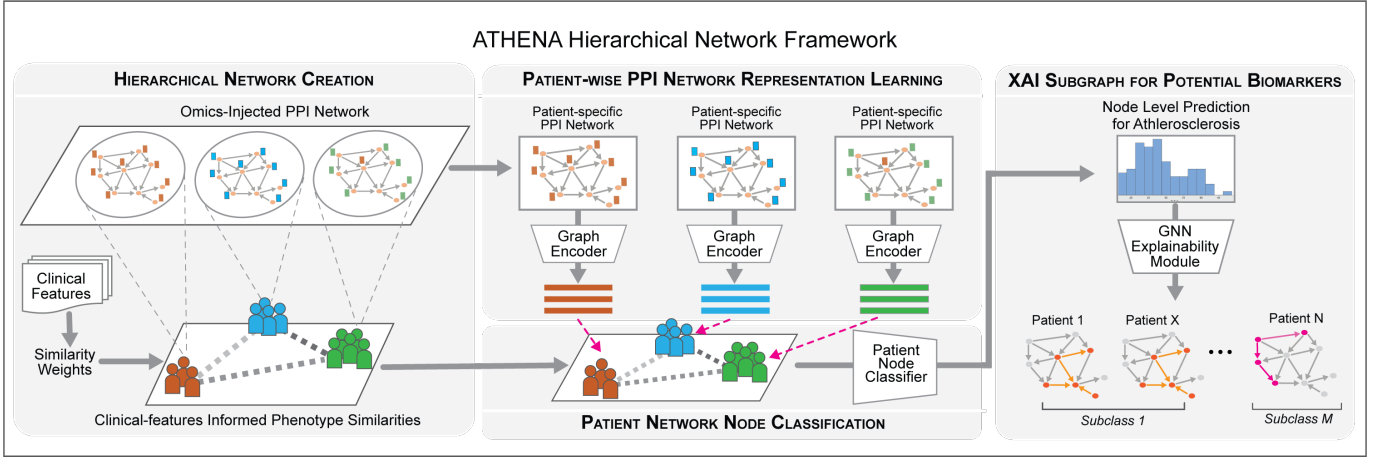 ATHENA Hierarchical Network Framework
HIERARCHICAL NETWORK CREATION
Omics-Injected PPI Network
Clinical
Features
Similarity
Weights
Clinical-features Informed Phenotype Similarities
PATIENT-WISE PPI NETWORK REPRESENTATION LEARNING
Patient-specific
PPI Network
Patient-specific
PPI Network
Patient-specific
PPI Network
Graph
Encoder
Graph
Encoder
Graph
Encoder
Patient
Node
Classifier
PATIENT NETWORK NODE CLASSIFICATION
XAI SUBGRAPH FOR POTENTIAL BIOMARKERS
Node Level Prediction
for Athlerosclerosis
GNN
Explainability
Module
Patient 1
Patient X
Patient N
Subclass 1
Subclass M